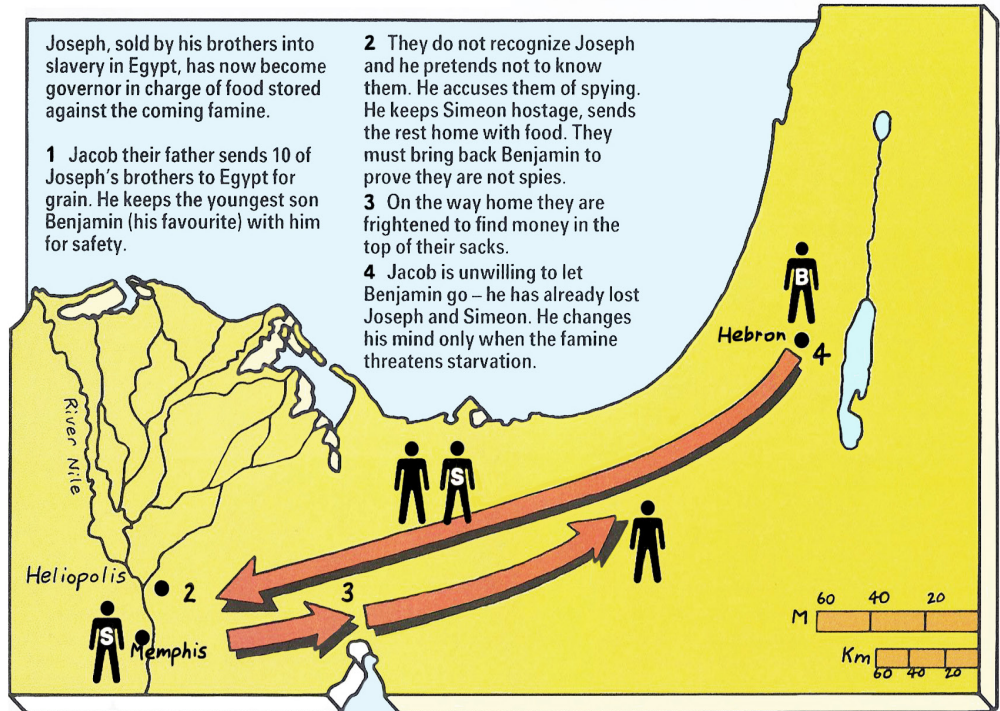 Joseph, sold by his brothers into
slavery in Egypt, has now become
governor in charge of food stored
against the coming famine.
1 Jacob their father sends 10 of
Joseph's brothers to Egypt for
grain. He keeps the youngest son
Benjamin (his favourite) with him
for safety.
2 They do not recognize Joseph
and he pretends not to know
them. He accuses them of spying.
He keeps Simeon hostage, sends
the rest home with food. They
must bring back Benjamin to
prove they are not spies.
3 On the way home they are
frightened to find money in the
top of their sacks.
4 Jacob is unwilling to let
Benjamin go – he has already lost
Joseph and Simeon. He changes
his mind only when the famine
threatens starvation.
B
Hebron
4
River Nile
S
Heliopolis
2
3
S
Memphis
60 40 20
M
Km
60 40 20